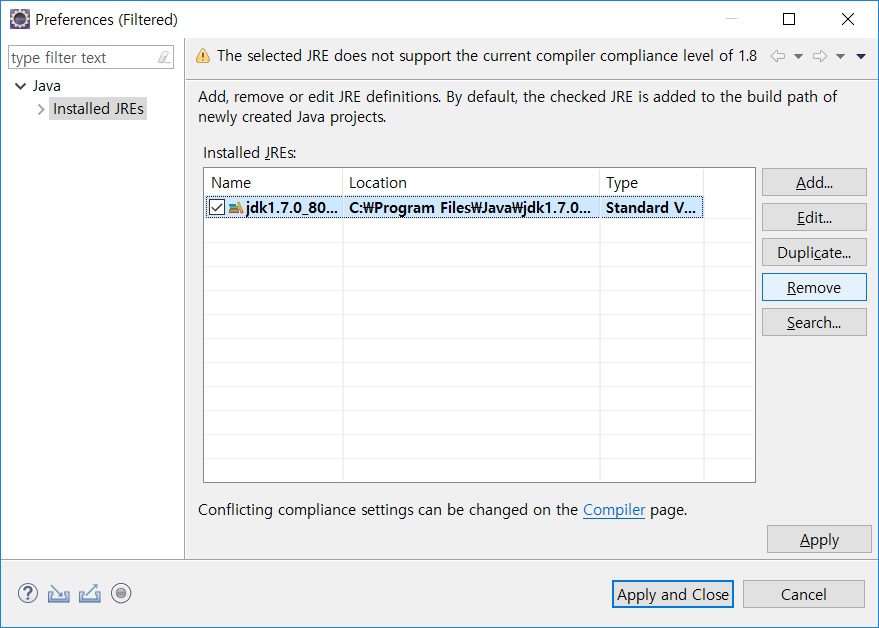 Preferences (Filtered)
type filter text
The selected JRE does not support the current compiler compliance level of 1.8
Java
Installed JREs
Add, remove or edit JRE definitions. By default, the checked JRE is added to the build path of
newly created Java projects.
Installed JREs:
Name Location Type
jdk1.7.0_80... C:₩Program Files₩Java₩jdk1.7.0... Standard V...
Add...
Edit...
Duplicate...
Remove
Search...
Conflicting compliance settings can be changed on the Compiler page.
Apply
Apply and Close Cancel